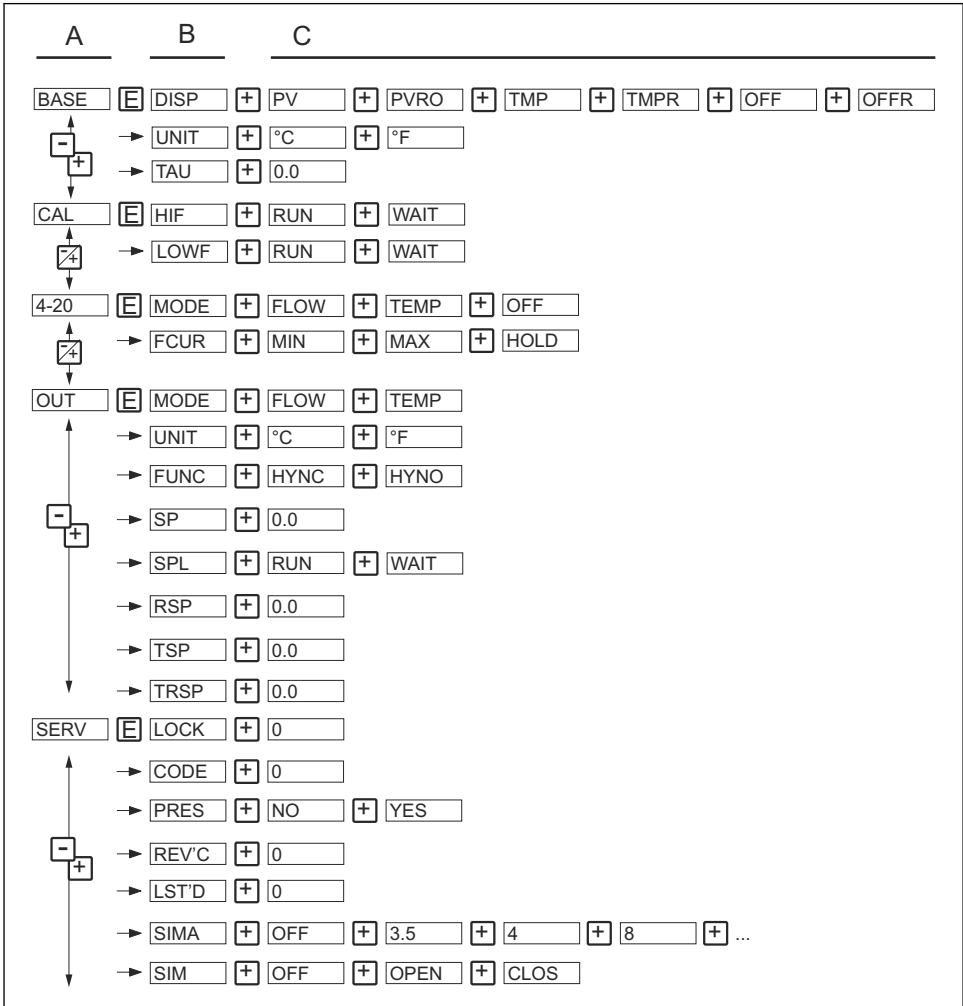 A B C
BASE E DISP + PV + PVRO + TMP + TMPR + OFF + OFFR
- + UNIT + °C + °F
TAU + 0.0
CAL E HIF + RUN + WAIT
-/+ LOWF + RUN + WAIT
4-20 E MODE + FLOW + TEMP + OFF
-/+ FCUR + MIN + MAX + HOLD
OUT E MODE + FLOW + TEMP
UNIT + °C + °F
FUNC + HYNC + HYNO
- + SP + 0.0
SPL + RUN + WAIT
RSP + 0.0
TSP + 0.0
TRSP + 0.0
SERV E LOCK + 0
CODE + 0
PRES + NO + YES
- + REV'C + 0
LST'D + 0
SIMA + OFF + 3.5 + 4 + 8 + ...
SIM + OFF + OPEN + CLOS